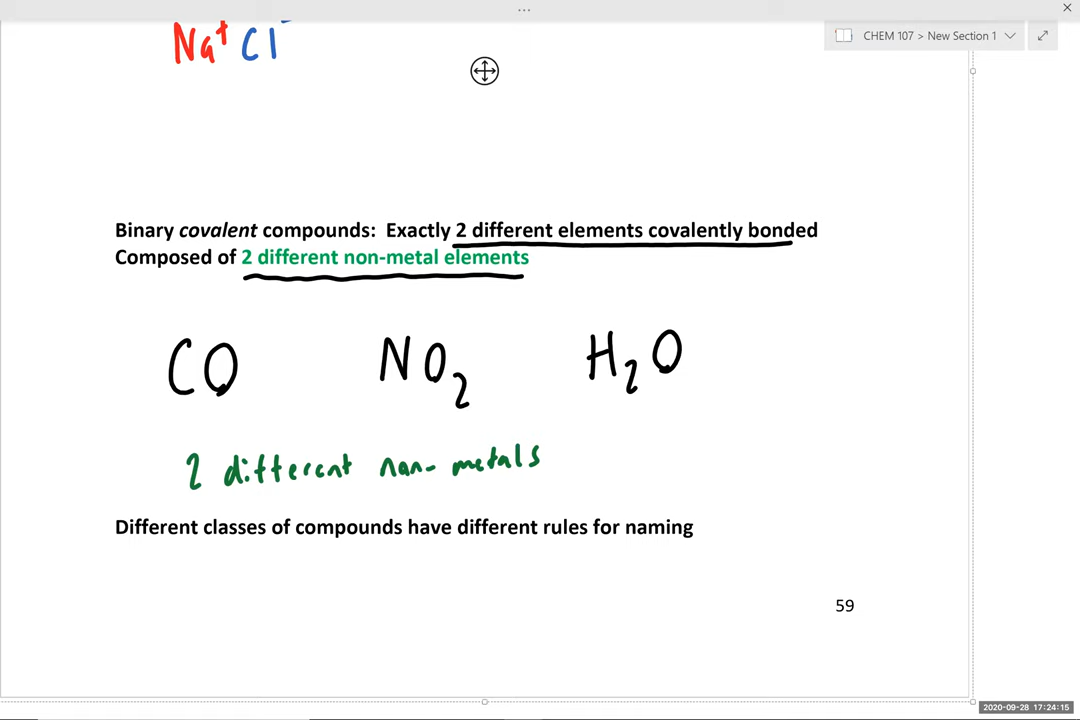 Na⁺ Cl⁻
CHEM 107 > New Section 1
Binary covalent compounds: Exactly 2 different elements covalently bonded
Composed of 2 different non-metal elements
CO NO₂ H₂O
2 different non-metals
Different classes of compounds have different rules for naming
59
2020-09-28 17:24:15